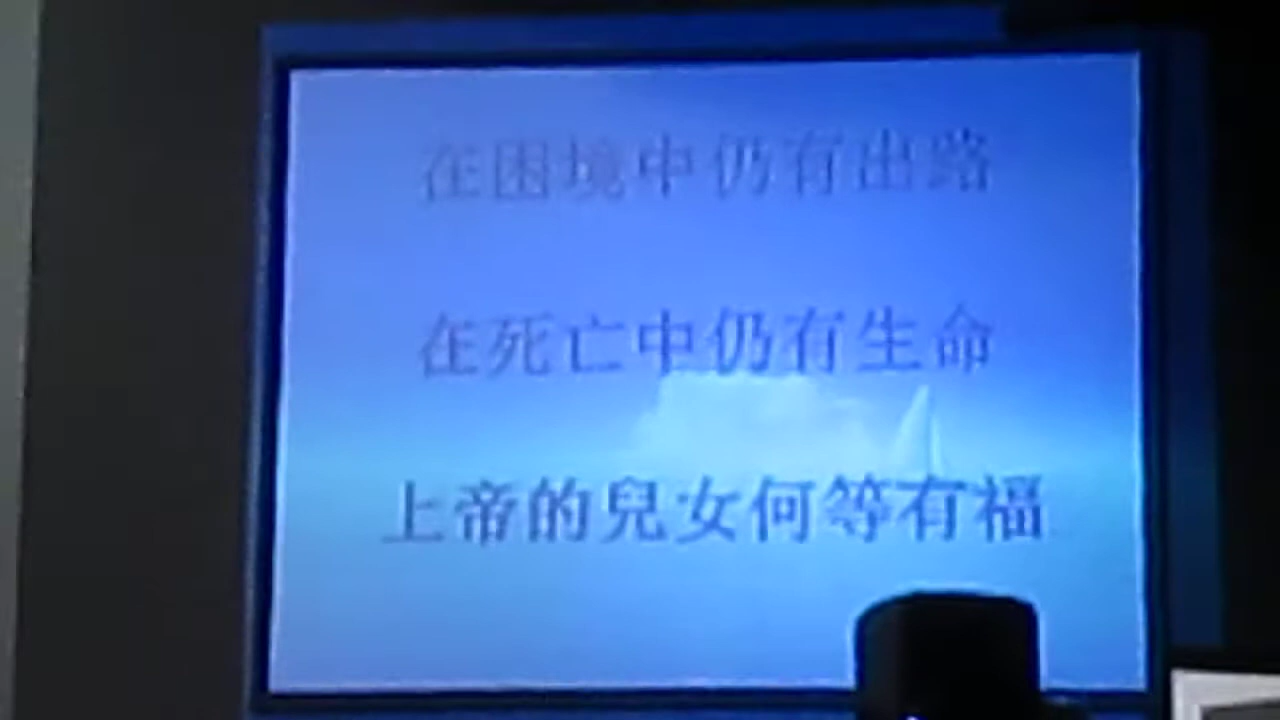 在困境中仍有出路
在死亡中仍有生命
上帝的兒女何等有福